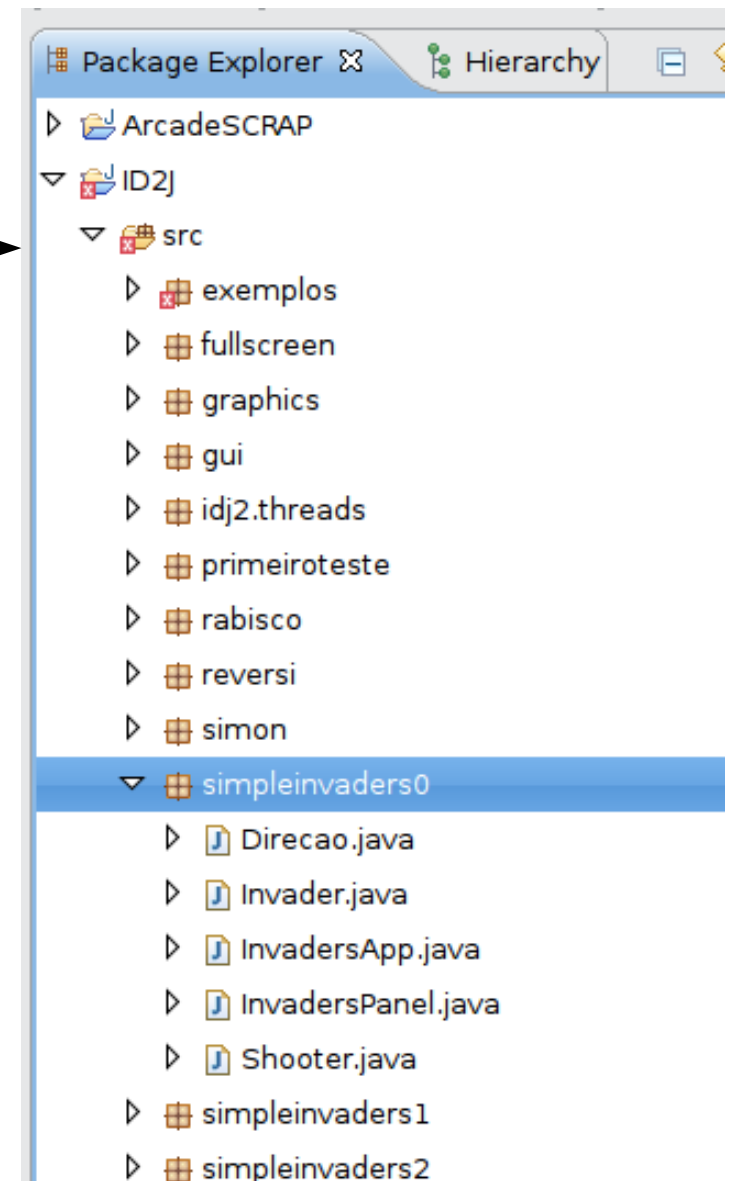 Package Explorer Hierarchy
ArcadeSCRAP
ID2J
src
exemplos
fullscreen
graphics
gui
idj2.threads
primeiroteste
rabisco
reversi
simon
simpleinvaders0
Direcao.java
Invader.java
InvadersApp.java
InvadersPanel.java
Shooter.java
simpleinvaders1
simpleinvaders2